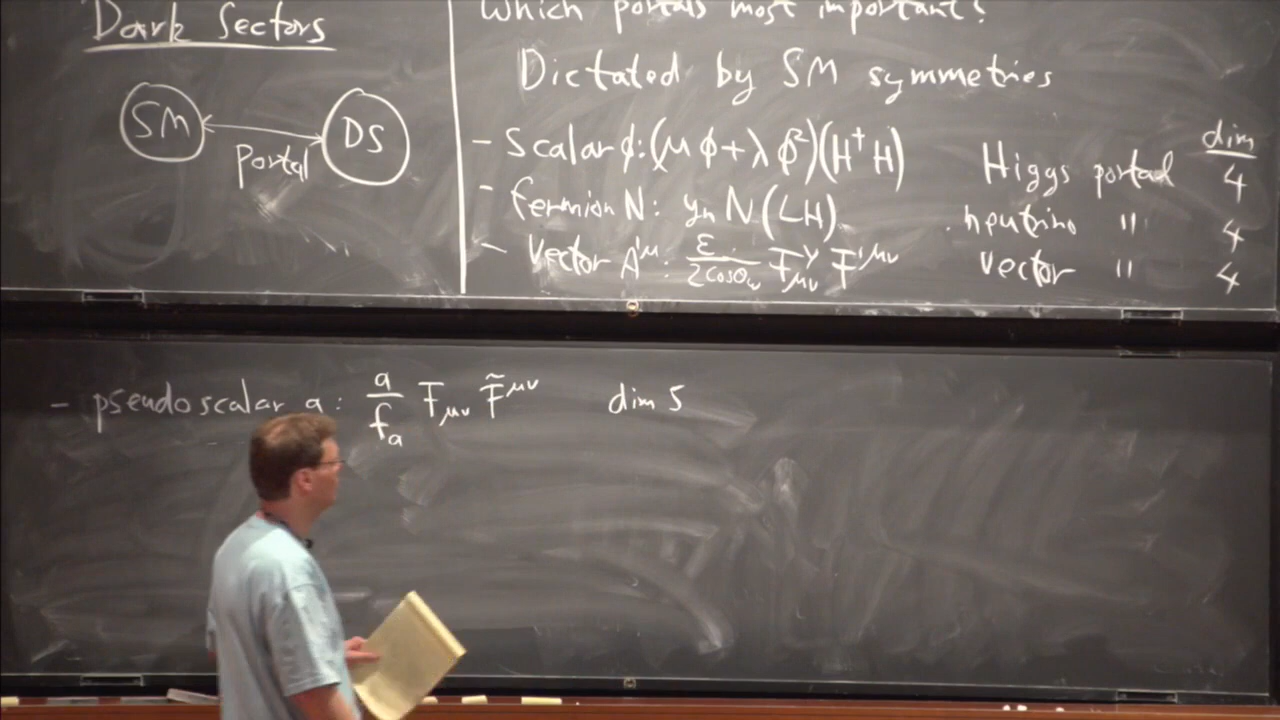 Dark Sectors
SM
Portal
DS
Which portals most important?
Dictated by SM symmetries
dim
- Scalar ϕ: (μϕ+λϕ²)(H†H) Higgs portal 4
- fermion N: yₙ N(LH) neutrino " 4
- Vector A'^μ: ε/(2cosθ_w) F^Y_μν F'^μν vector " 4
- pseudoscalar a: a/f_a F_μν F̃^μν dim 5